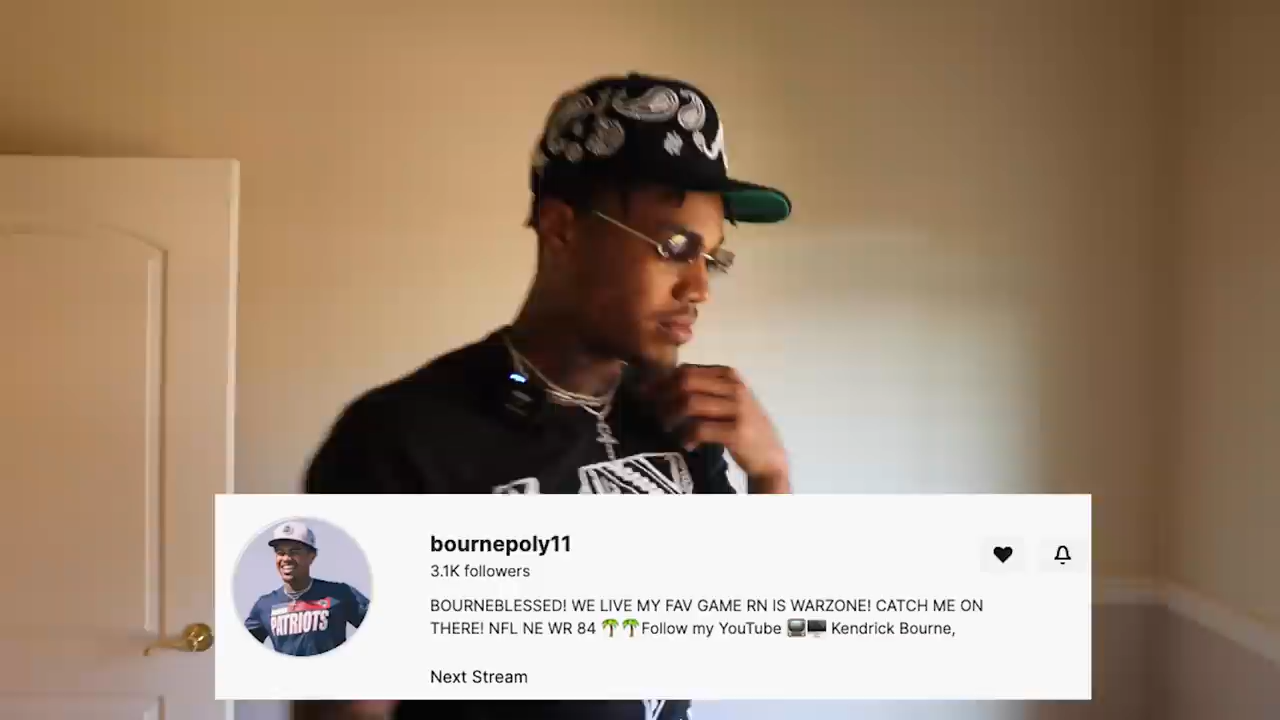 bournepoly11
3.1K followers
BOURNEBLESSED! WE LIVE MY FAV GAME RN IS WARZONE! CATCH ME ON
THERE! NFL NE WR 84 🌴🌴Follow my YouTube 📺🖥️ Kendrick Bourne,
Next Stream
PATRIOTS